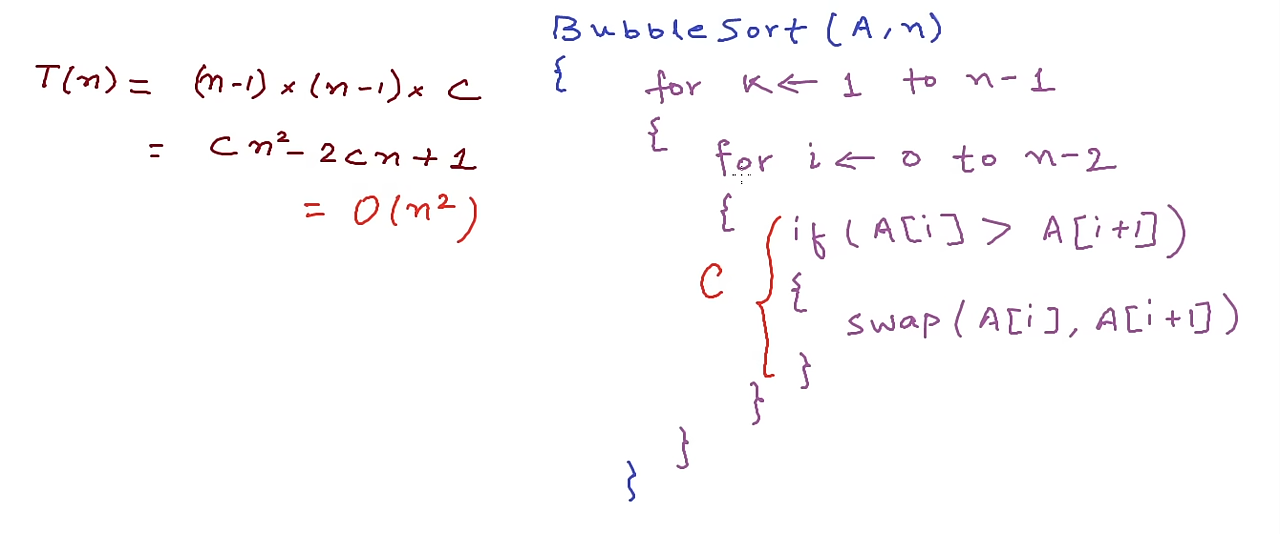 BubbleSort (A, n)
{
for k ← 1 to n-1
{
for i ← 0 to n-2
{
if (A[i] > A[i+1])
{
swap (A[i], A[i+1])
}
}
}
}
C
T(n) = (n-1) × (n-1) × C
= Cn² - 2cn + 1
= O(n²)